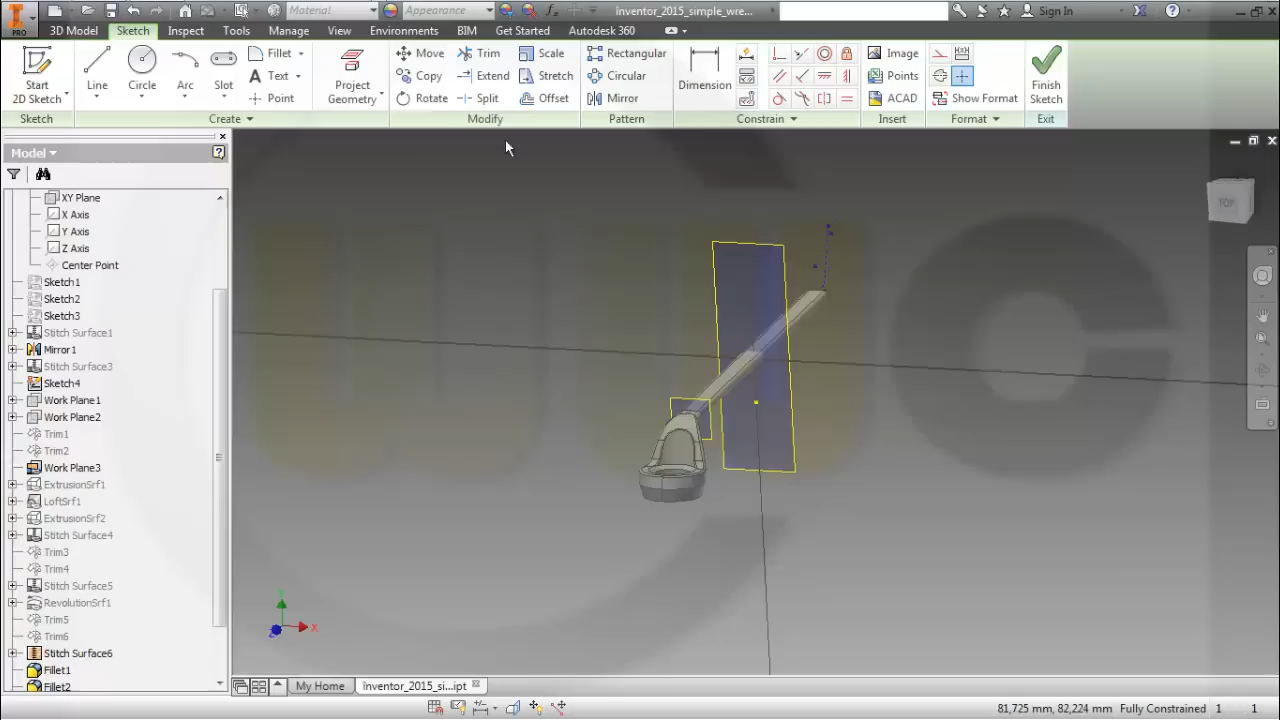 Material
Appearance
inventor_2015_simple_wre...
Sign In
PRO
3D Model Sketch Inspect Tools Manage View Environments BIM Get Started Autodesk 360
Start
2D Sketch
Line
Circle
Arc
Slot
Fillet
Text
Point
Project
Geometry
Move
Copy
Rotate
Trim
Extend
Split
Scale
Stretch
Offset
Rectangular
Circular
Mirror
Dimension
Image
Points
ACAD
Show Format
Finish
Sketch
Sketch Create Modify Pattern Constrain Insert Format Exit
Model
XY Plane
X Axis
Y Axis
Z Axis
Center Point
Sketch1
Sketch2
Sketch3
Stitch Surface1
Mirror1
Stitch Surface3
Sketch4
Work Plane1
Work Plane2
Trim1
Trim2
Work Plane3
ExtrusionSrf1
LoftSrf1
ExtrusionSrf2
Stitch Surface4
Trim3
Trim4
Stitch Surface5
RevolutionSrf1
Trim5
Trim6
Stitch Surface6
Fillet1
Fillet2
TOP
Y
X
Z
My Home
inventor_2015_si...ipt
81,725 mm, 82,224 mm Fully Constrained 1 1